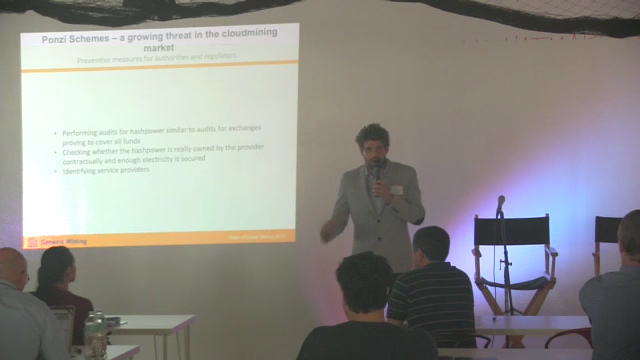 Ponzi Schemes – a growing threat in the cloudmining
market
Preventive measures for authorities and regulators
• Performing audits for hashpower similar to audits for exchanges
proving to cover all funds
• Checking whether the hashpower is really owned by the provider
contractually and enough electricity is secured
• Identifying service providers
Genesis Mining